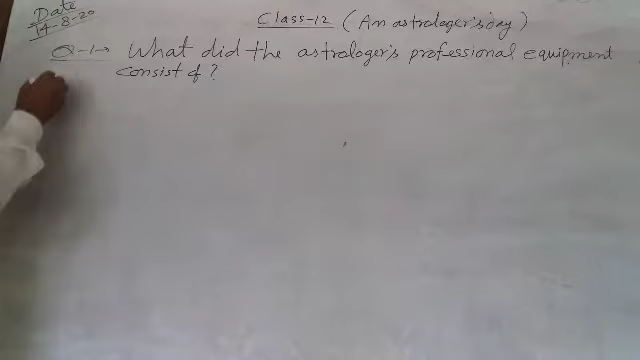 Date
14-8-20
Class-12 (An astrologer's day)
Q-1→ What did the astrologer's professional equipment
consist of?